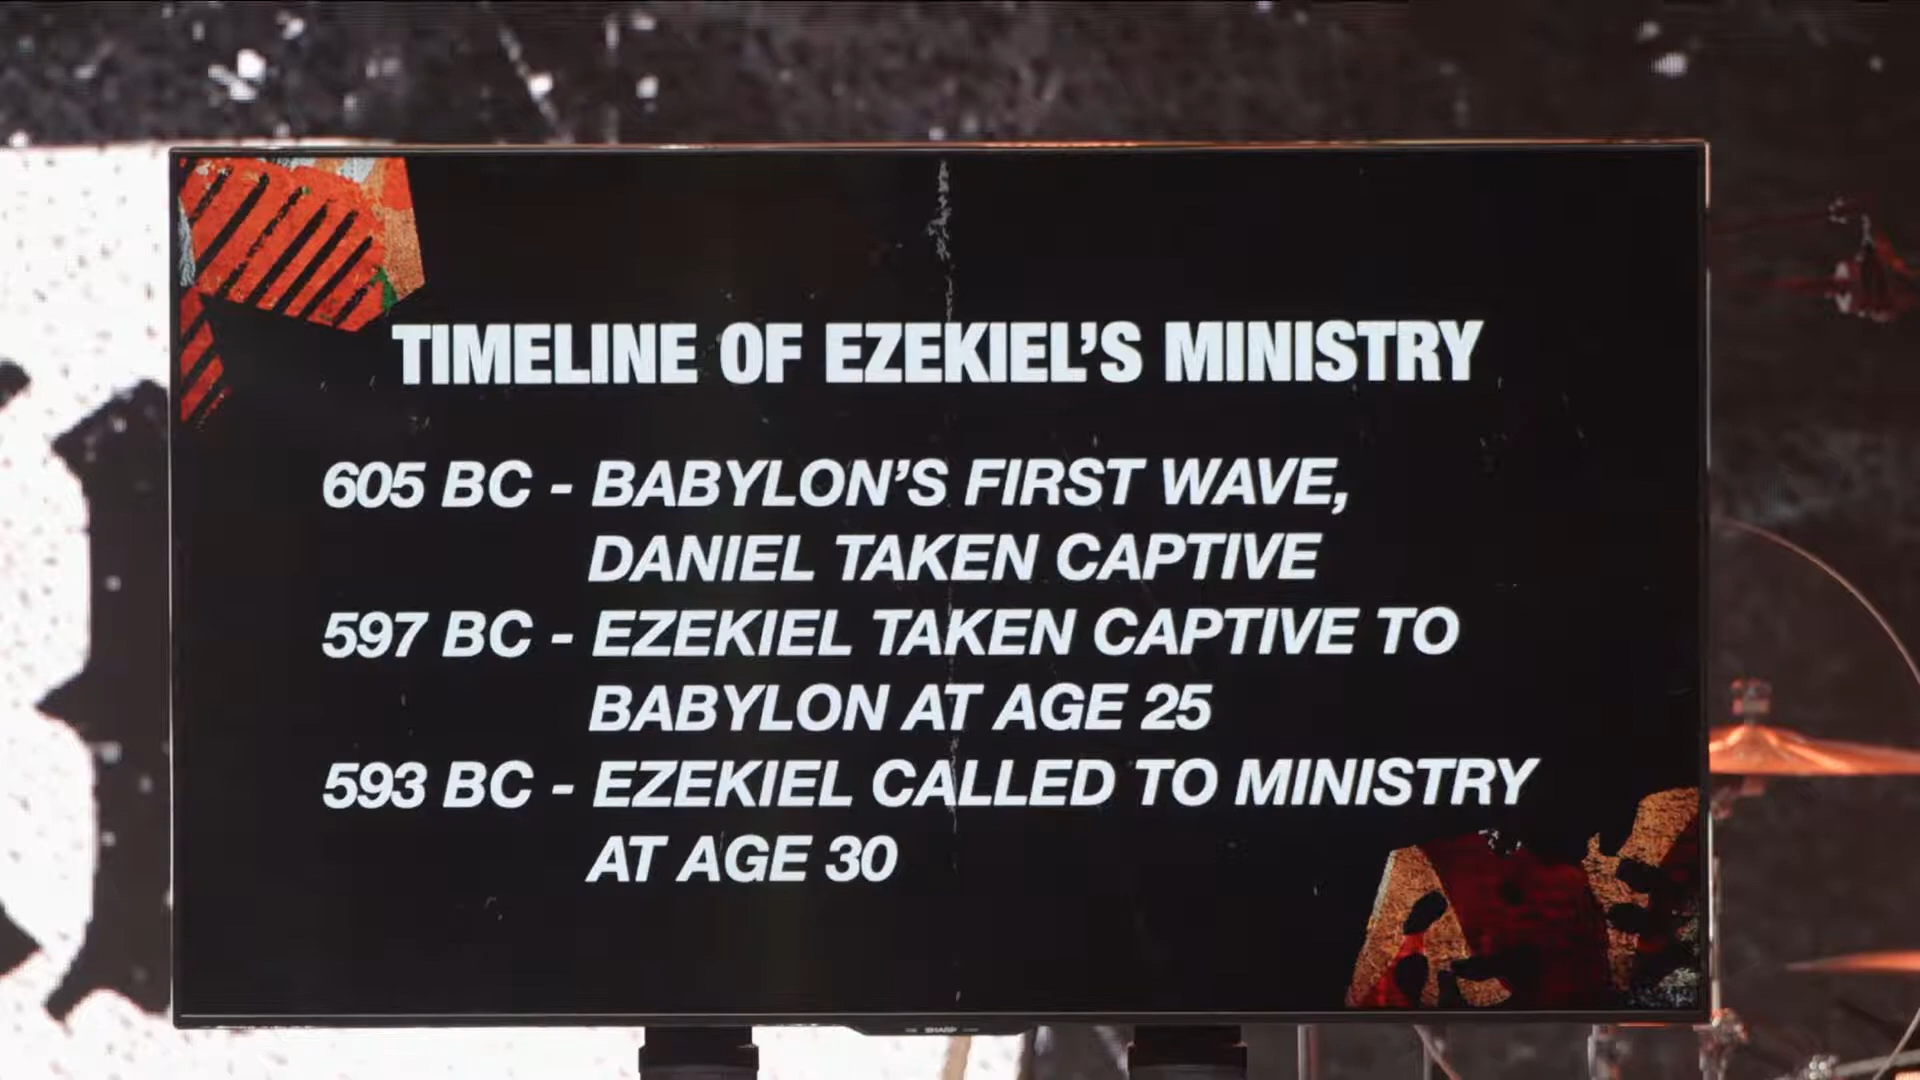 TIMELINE OF EZEKIEL'S MINISTRY
605 BC - BABYLON'S FIRST WAVE,
DANIEL TAKEN CAPTIVE
597 BC - EZEKIEL TAKEN CAPTIVE TO
BABYLON AT AGE 25
593 BC - EZEKIEL CALLED TO MINISTRY
AT AGE 30
SHARP